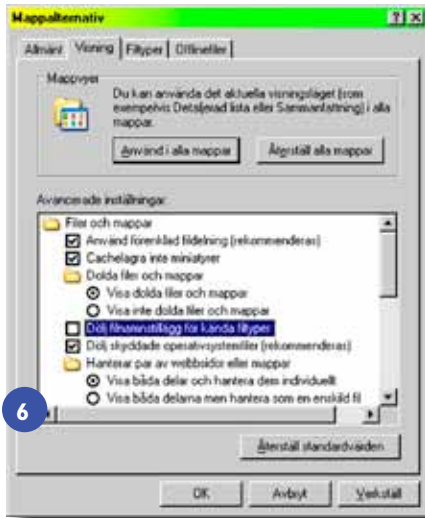 Mappalternativ
Allmänt Visning Filtyper Offlinefiler
Mappvyer
Du kan använda det aktuella visningsläget (som
exempelvis Detaljerad lista eller Sammanfattning) i alla
mappar.
Använd i alla mappar Återställ alla mappar
Avancerade inställningar:
Filer och mappar
Använd förenklad fildelning (rekommenderas)
Cachelagra inte miniatyrer
Dolda filer och mappar
Visa dolda filer och mappar
Visa inte dolda filer och mappar
Dölj filnamnstillägg för kända filtyper
Dölj skyddade operativsystemfiler (rekommenderas)
Hanterar par av webbsidor eller mappar
Visa båda delar och hantera dem individuellt
Visa båda delarna men hantera som en enskild fil
6
Återställ standardvärden
OK Avbryt Verkställ